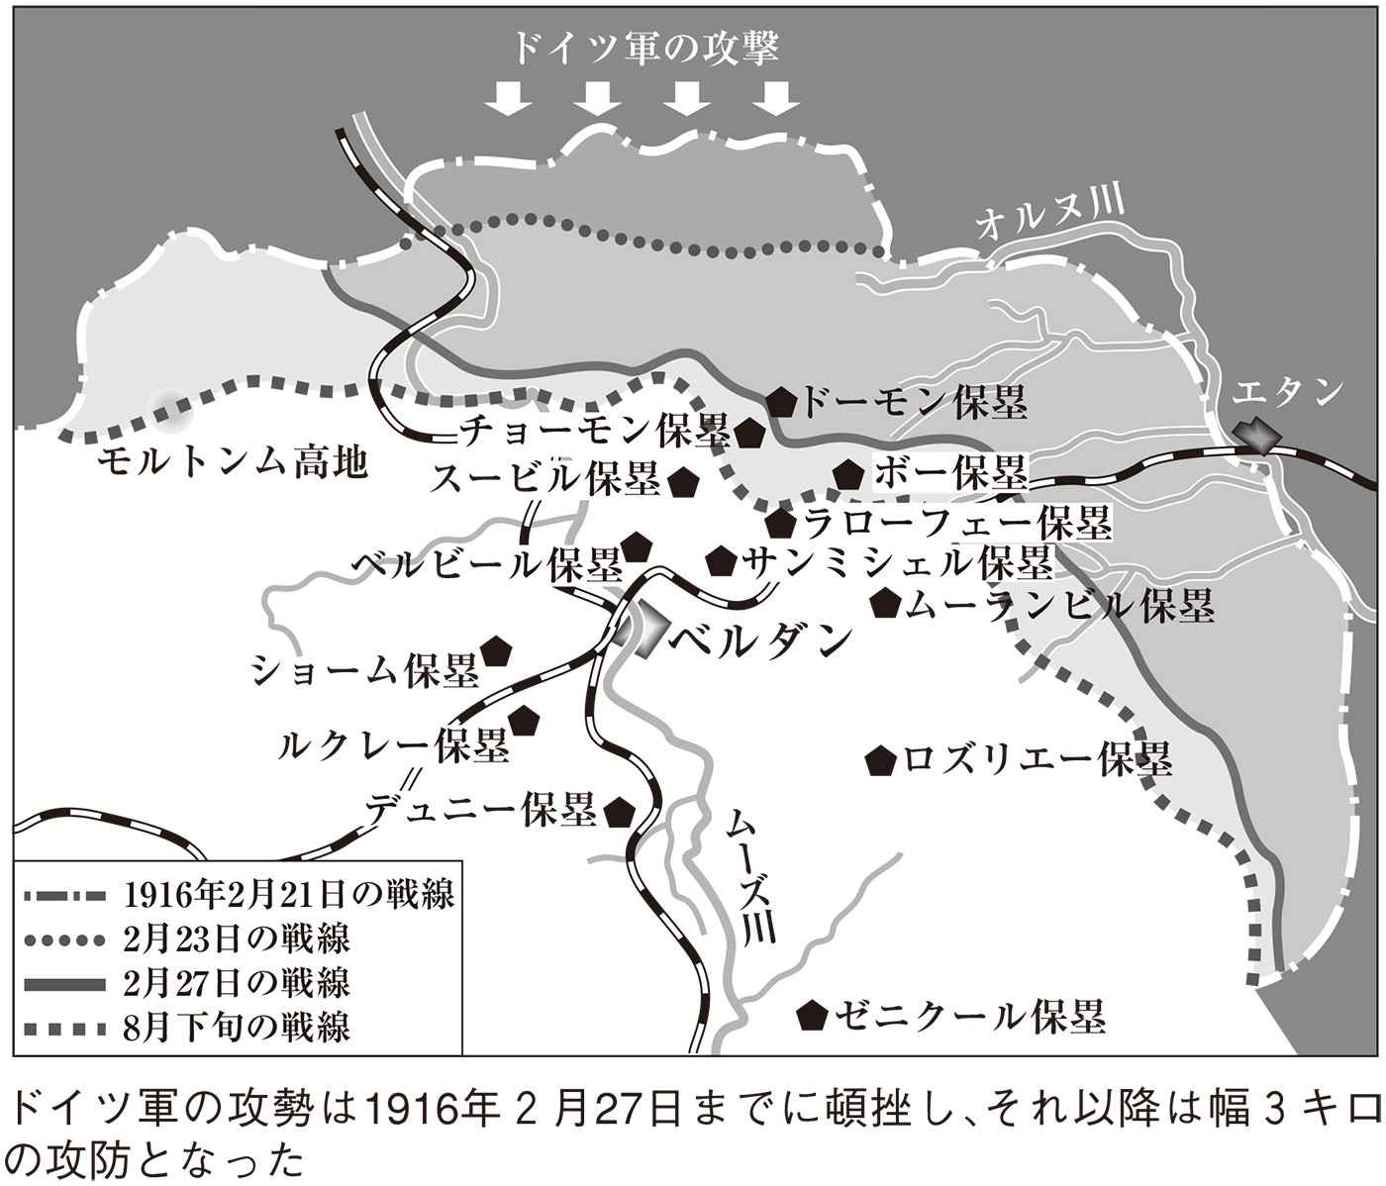 ドイツ軍の攻撃
オルヌ川
エタン
ドーモン保塁
チョーモン保塁
モルトンム高地
スービル保塁
ボー保塁
ラローフェー保塁
ベルビール保塁
サンミシェル保塁
ムーランビル保塁
ベルダン
ショーム保塁
ルクレー保塁
ロズリエー保塁
デュニー保塁
ムーズ川
ゼニクール保塁
1916年2月21日の戦線
2月23日の戦線
2月27日の戦線
8月下旬の戦線
ドイツ軍の攻勢は1916年2月27日までに頓挫し、それ以降は幅3キロ
の攻防となった